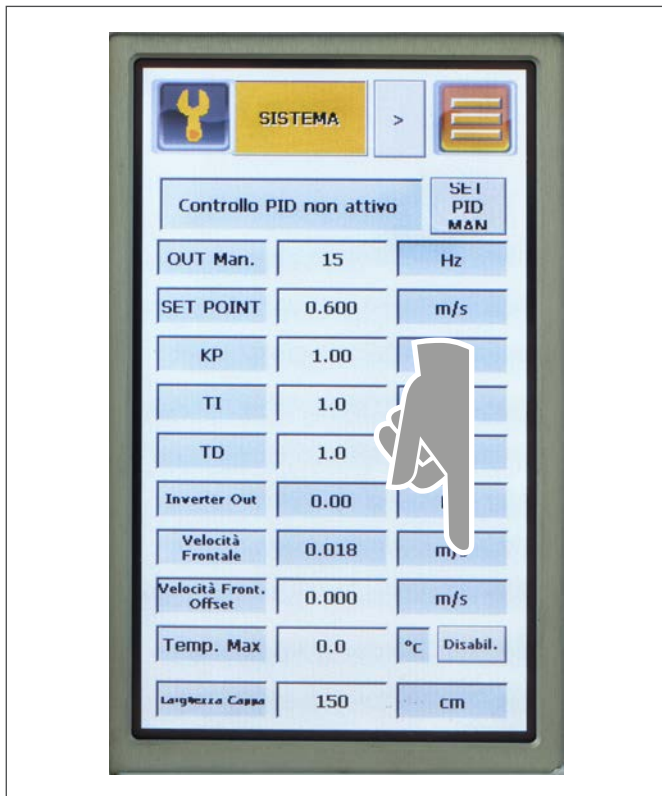 SISTEMA >
Controllo PID non attivo
SET
PID
MAN
OUT Man. 15 Hz
SET POINT 0.600 m/s
KP 1.00
TI 1.0
TD 1.0
Inverter Out 0.00
Velocità
Frontale 0.018 m/s
Velocità Front.
Offset 0.000 m/s
Temp. Max 0.0 °C Disabil.
Larghezza Cappa 150 cm